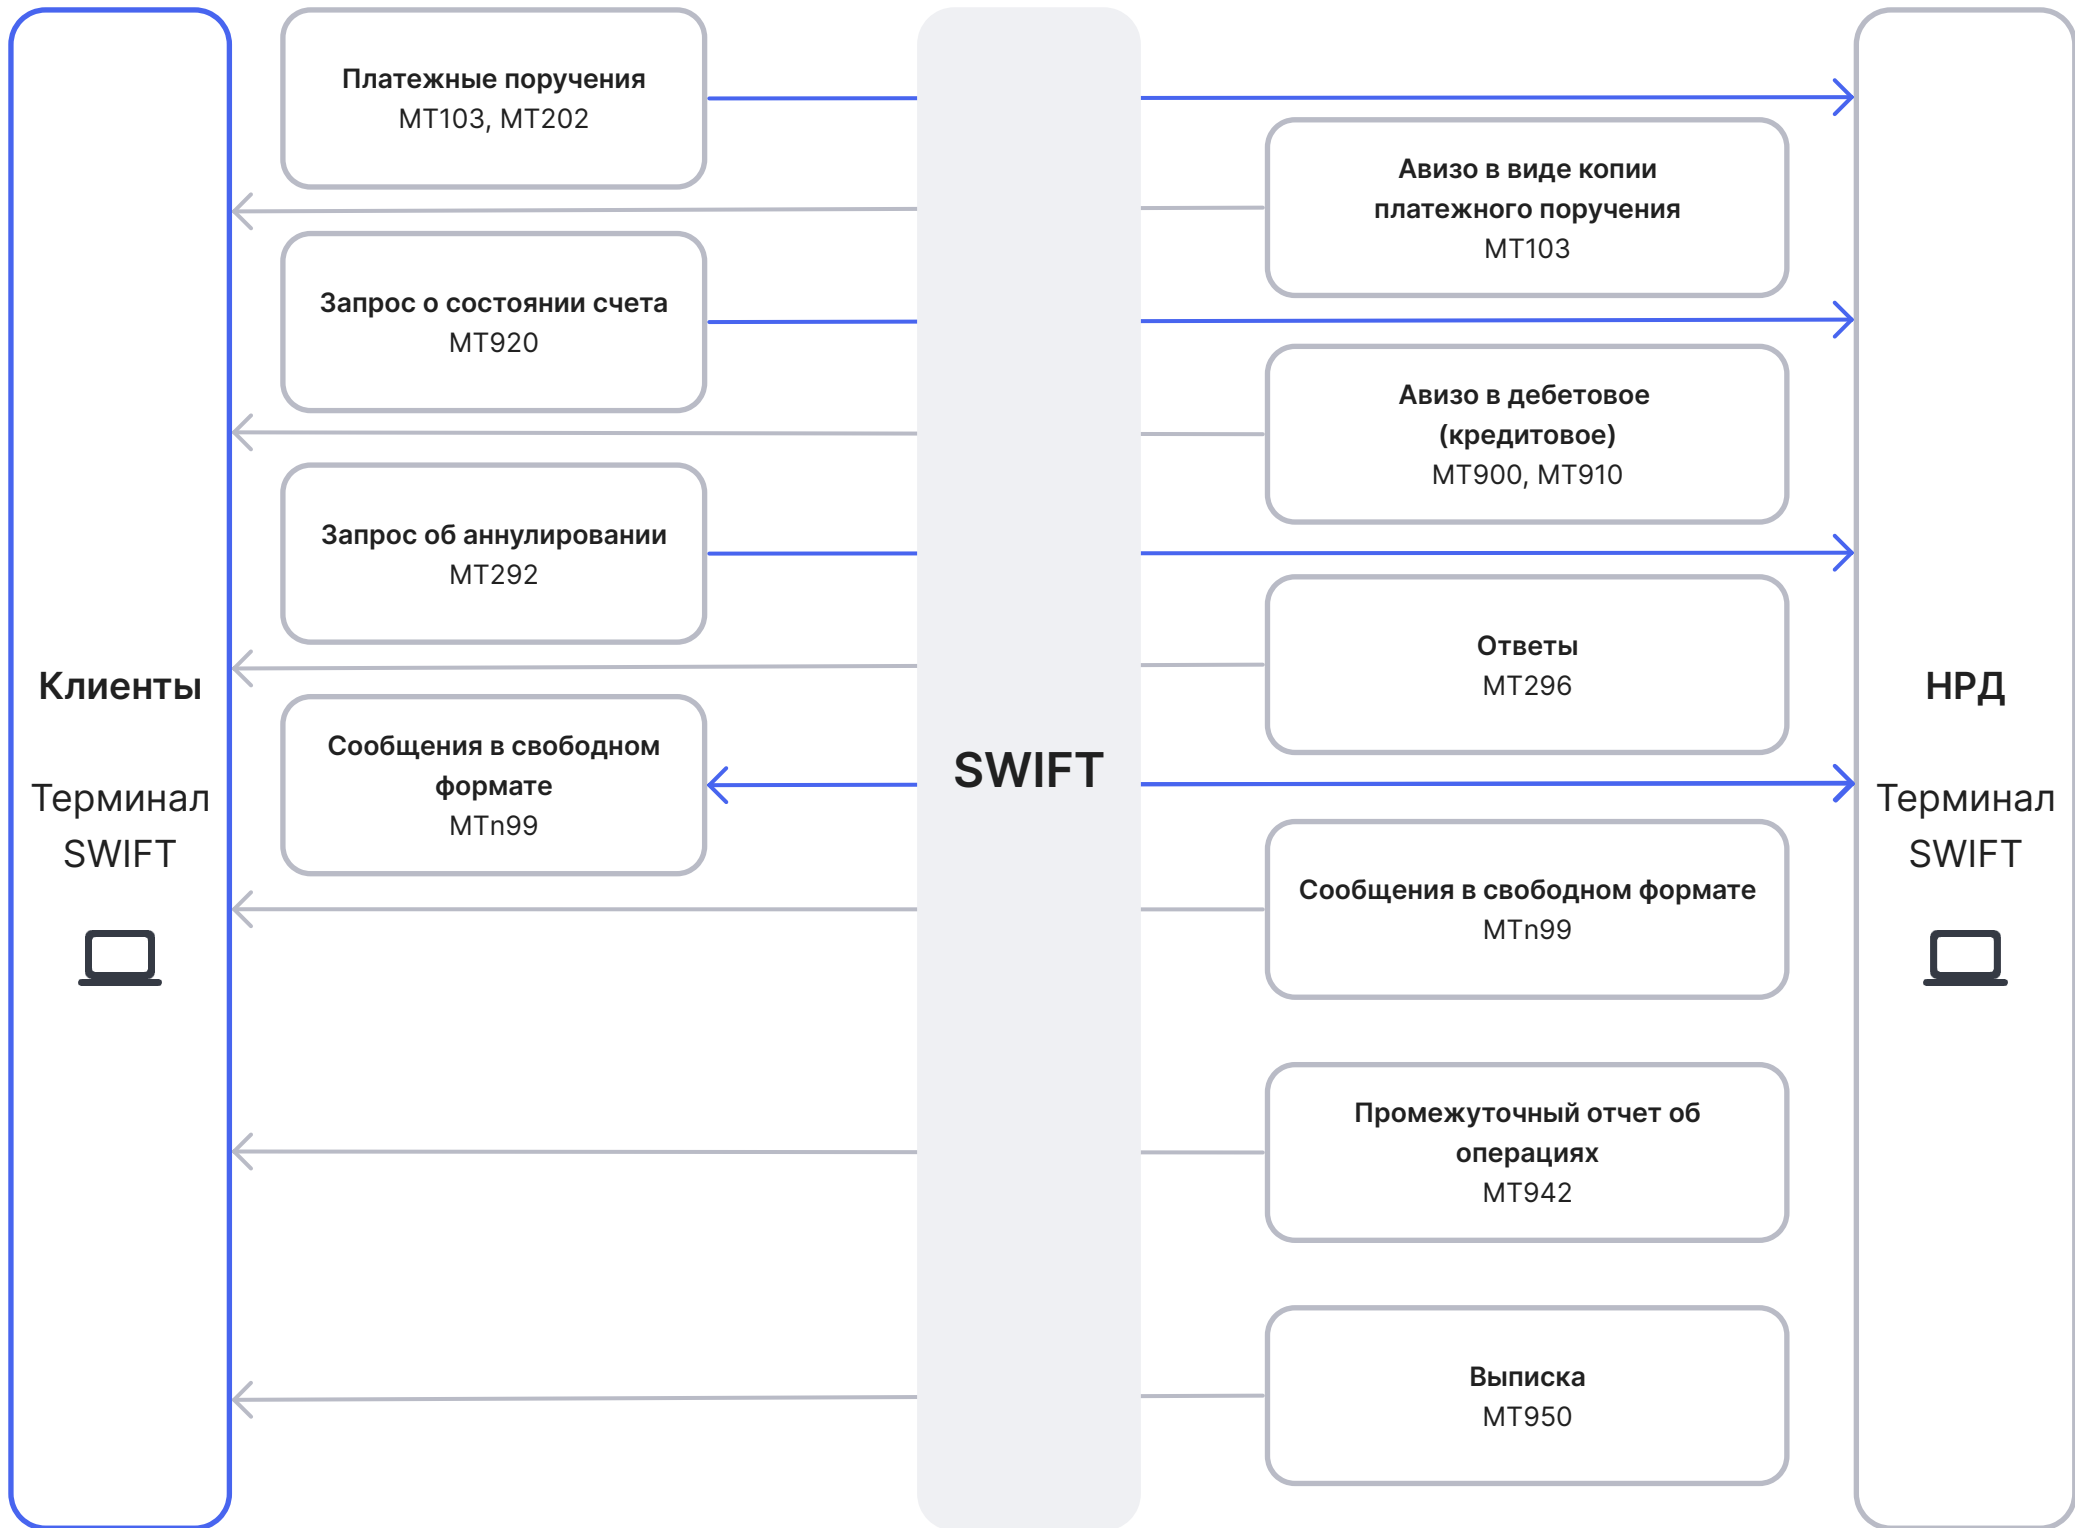 Клиенты
Терминал
SWIFT
Платежные поручения
MT103, MT202
Запрос о состоянии счета
MT920
Запрос об аннулировании
MT292
Сообщения в свободном
формате
MTn99
SWIFT
Авизо в виде копии
платежного поручения
MT103
Авизо в дебетовое
(кредитовое)
MT900, MT910
Ответы
MT296
Сообщения в свободном формате
MTn99
Промежуточный отчет об
операциях
MT942
Выписка
MT950
НРД
Терминал
SWIFT